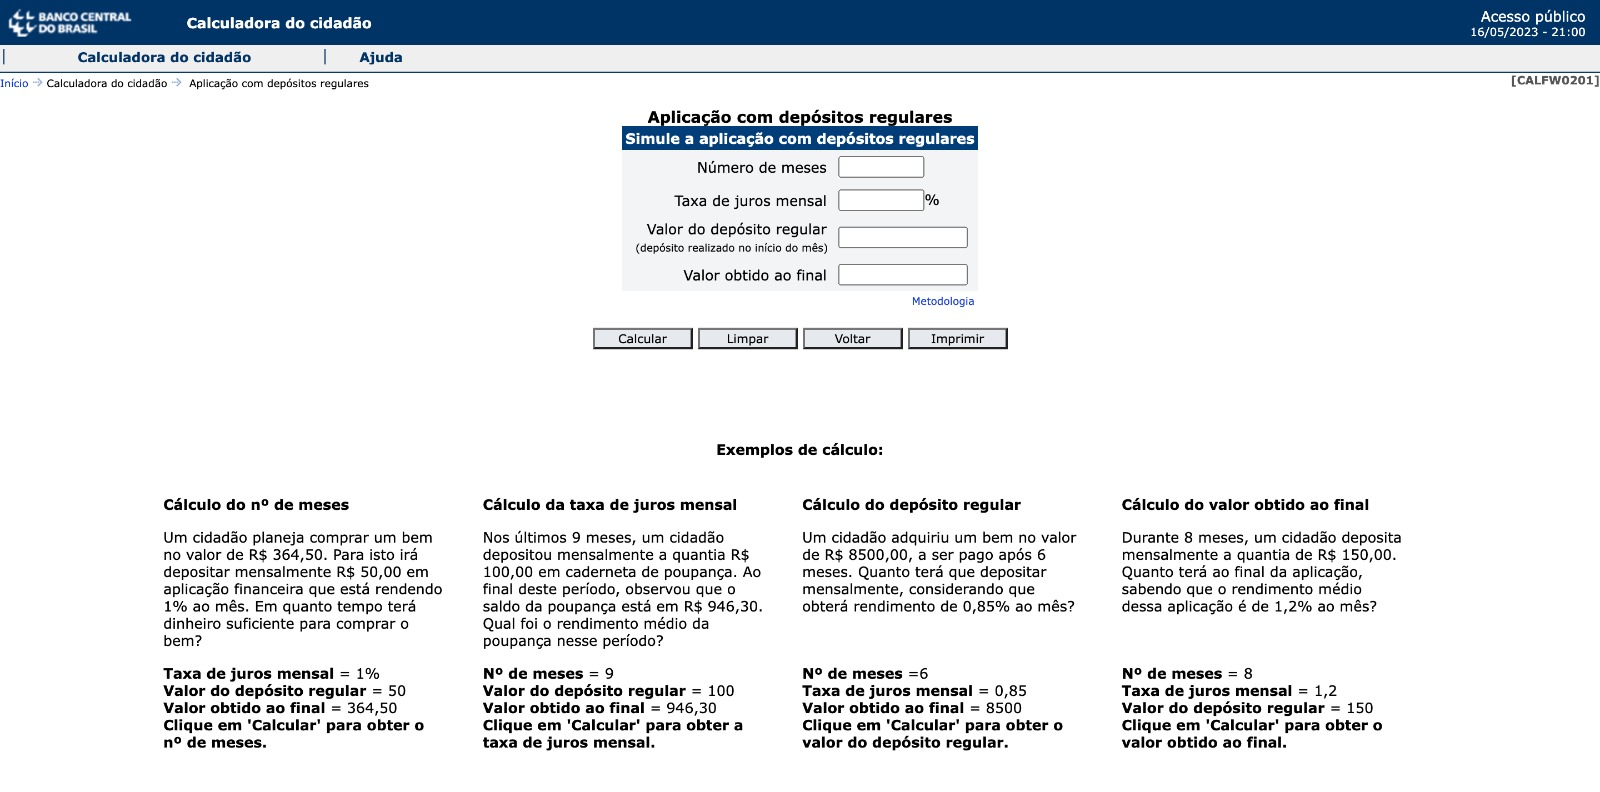 BANCO CENTRAL
DO BRASIL
Calculadora do cidadão
Acesso público
16/05/2023 - 21:00
Calculadora do cidadão
Ajuda
Início Calculadora do cidadão Aplicação com depósitos regulares
[CALFW0201]
Aplicação com depósitos regulares
Simule a aplicação com depósitos regulares
Número de meses
Taxa de juros mensal %
Valor do depósito regular
(depósito realizado no início do mês)
Valor obtido ao final
Metodologia
Calcular Limpar Voltar Imprimir
Exemplos de cálculo:
Cálculo do nº de meses
Um cidadão planeja comprar um bem
no valor de R$ 364,50. Para isto irá
depositar mensalmente R$ 50,00 em
aplicação financeira que está rendendo
1% ao mês. Em quanto tempo terá
dinheiro suficiente para comprar o
bem?
Taxa de juros mensal = 1%
Valor do depósito regular = 50
Valor obtido ao final = 364,50
Clique em 'Calcular' para obter o
nº de meses.
Cálculo da taxa de juros mensal
Nos últimos 9 meses, um cidadão
depositou mensalmente a quantia R$
100,00 em caderneta de poupança. Ao
final deste período, observou que o
saldo da poupança está em R$ 946,30.
Qual foi o rendimento médio da
poupança nesse período?
Nº de meses = 9
Valor do depósito regular = 100
Valor obtido ao final = 946,30
Clique em 'Calcular' para obter a
taxa de juros mensal.
Cálculo do depósito regular
Um cidadão adquiriu um bem no valor
de R$ 8500,00, a ser pago após 6
meses. Quanto terá que depositar
mensalmente, considerando que
obterá rendimento de 0,85% ao mês?
Nº de meses =6
Taxa de juros mensal = 0,85
Valor obtido ao final = 8500
Clique em 'Calcular' para obter o
valor do depósito regular.
Cálculo do valor obtido ao final
Durante 8 meses, um cidadão deposita
mensalmente a quantia de R$ 150,00.
Quanto terá ao final da aplicação,
sabendo que o rendimento médio
dessa aplicação é de 1,2% ao mês?
Nº de meses = 8
Taxa de juros mensal = 1,2
Valor do depósito regular = 150
Clique em 'Calcular' para obter o
valor obtido ao final.